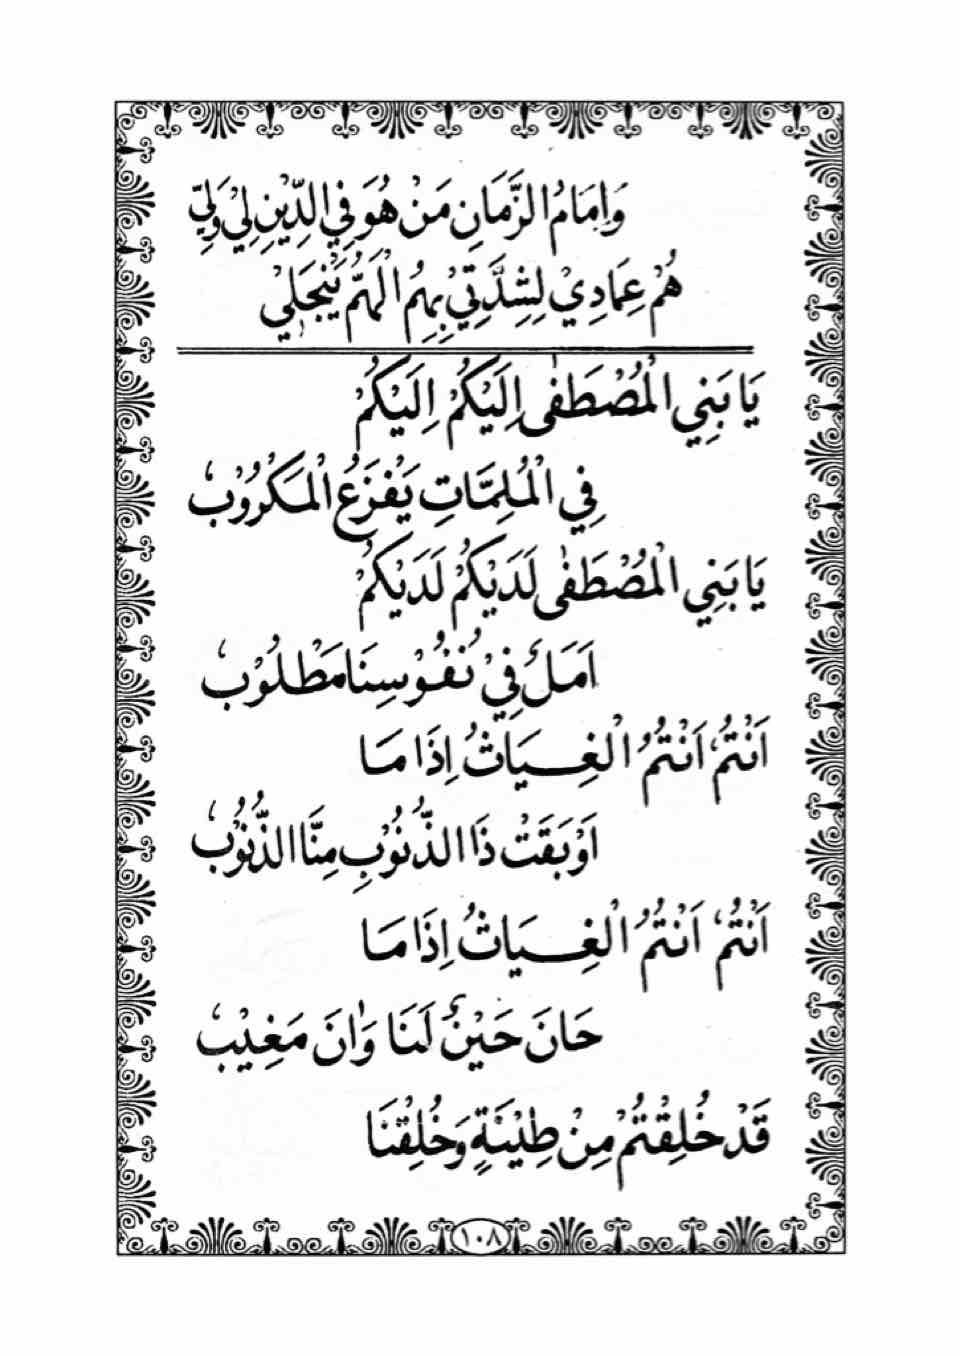 وَاِمَامُ الزَّمَانِ مَنْ هُوَ فِي الدِّيْنِ لِيْ وَلِيّ
هُمْ عِمَادِيْ لِشِدَّتِيْ بِهِمُ الْهَمُّ يَنْجَلِيْ
يَا بَنِي الْمُصْطَفٰى اِلَيْكُمْ اِلَيْكُمْ
فِي الْمُلِمَّاتِ يَفْزَعُ الْمَكْرُوْبُ
يَا بَنِي الْمُصْطَفٰى لَدَيْكُمْ لَدَيْكُمْ
اَمَلٌ فِيْ نُفُوْسِنَا مَطْلُوْبُ
اَنْتُمُ اَنْتُمُ الْغِيَاثُ اِذَا مَا
اَوْبَقَتْ ذَا الذُّنُوْبِ مِنَّا الذُّنُوْبُ
اَنْتُمُ اَنْتُمُ الْغِيَاثُ اِذَا مَا
حَانَ حَيْنٌ لَنَا وَاٰنَ مَغِيْبُ
قَدْ خُلِقْتُمْ مِنْ طِيْنَةٍ وَخُلِقْنَا
١٠٨